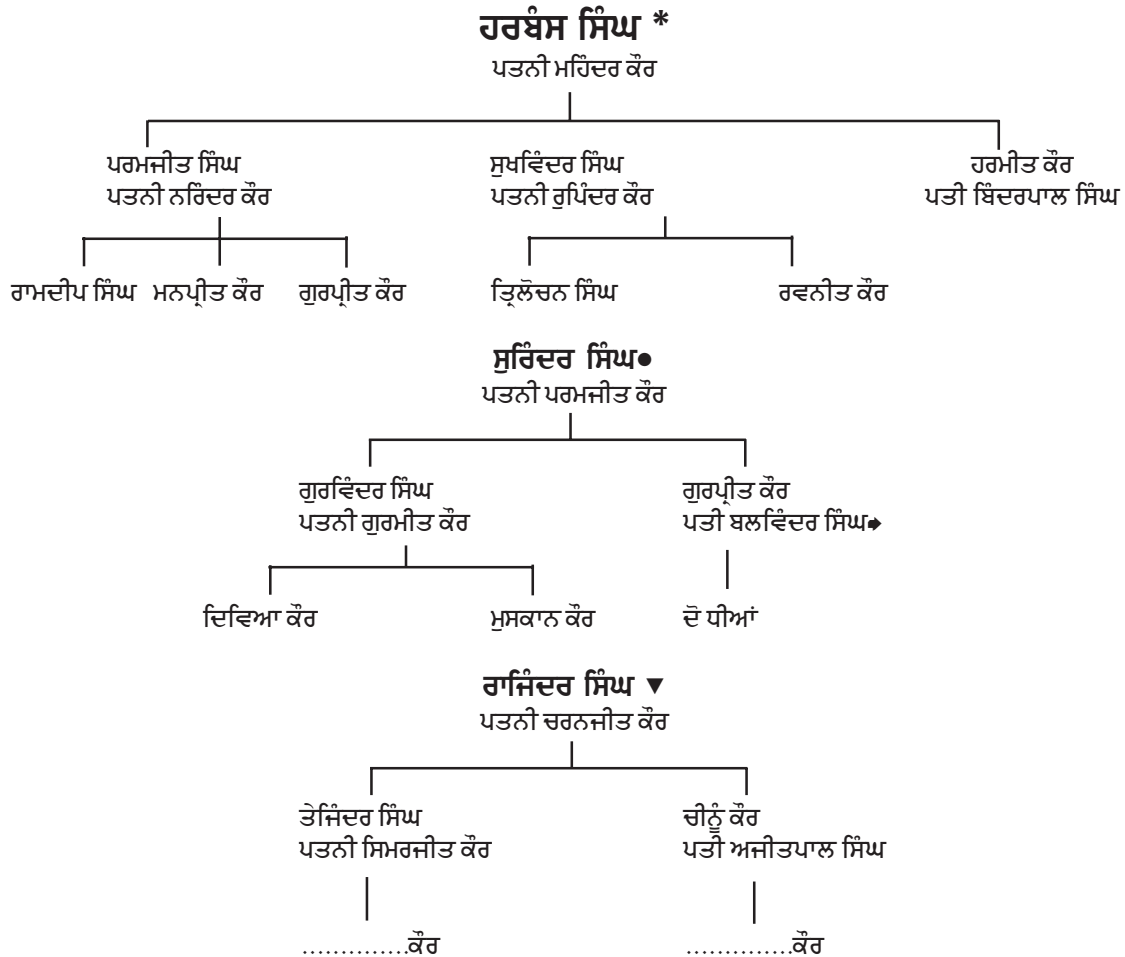 ਹਰਬੰਸ ਸਿੰਘ *
ਪਤਨੀ ਮਹਿੰਦਰ ਕੌਰ
ਪਰਮਜੀਤ ਸਿੰਘ
ਪਤਨੀ ਨਰਿੰਦਰ ਕੌਰ
ਸੁਖਵਿੰਦਰ ਸਿੰਘ
ਪਤਨੀ ਰੁਪਿੰਦਰ ਕੌਰ
ਹਰਮੀਤ ਕੌਰ
ਪਤੀ ਬਿੰਦਰਪਾਲ ਸਿੰਘ
ਰਾਮਦੀਪ ਸਿੰਘ ਮਨਪ੍ਰੀਤ ਕੌਰ ਗੁਰਪ੍ਰੀਤ ਕੌਰ ਤ੍ਰਿਲੋਚਨ ਸਿੰਘ ਰਵਨੀਤ ਕੌਰ
ਸੁਰਿੰਦਰ ਸਿੰਘ●
ਪਤਨੀ ਪਰਮਜੀਤ ਕੌਰ
ਗੁਰਵਿੰਦਰ ਸਿੰਘ
ਪਤਨੀ ਗੁਰਮੀਤ ਕੌਰ
ਗੁਰਪ੍ਰੀਤ ਕੌਰ
ਪਤੀ ਬਲਵਿੰਦਰ ਸਿੰਘ➧
ਦਿਵਿਆ ਕੌਰ ਮੁਸਕਾਨ ਕੌਰ ਦੋ ਧੀਆਂ
ਰਾਜਿੰਦਰ ਸਿੰਘ ▼
ਪਤਨੀ ਚਰਨਜੀਤ ਕੌਰ
ਤੇਜਿੰਦਰ ਸਿੰਘ
ਪਤਨੀ ਸਿਮਰਜੀਤ ਕੌਰ
ਚੀਨੂੰ ਕੌਰ
ਪਤੀ ਅਜੀਤਪਾਲ ਸਿੰਘ
..............ਕੌਰ ..............ਕੌਰ